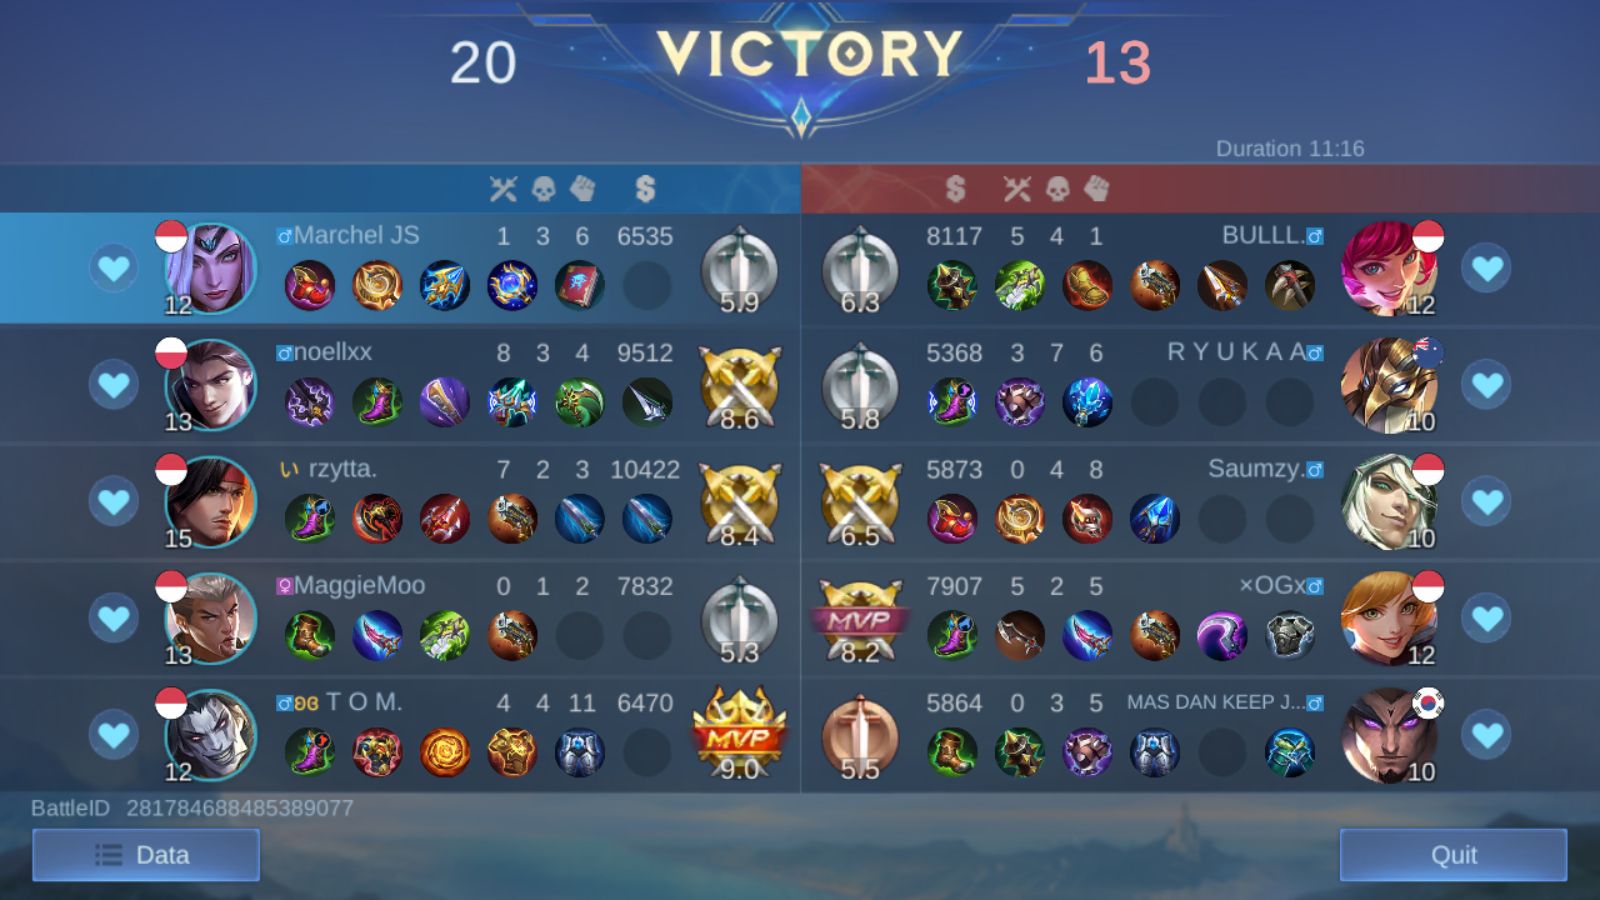 20 VICTORY 13
Duration 11:16
Marchel JS 1 3 6 6535 12 5.9
6.3 8117 5 4 1 BULLL. 12
noellxx 8 3 4 9512 13 8.6
5.8 5368 3 7 6 R Y U K A A 10
い rzytta. 7 2 3 10422 15 8.4
6.5 5873 0 4 8 Saumzy. 10
MaggieMoo 0 1 2 7832 13 5.3
MVP 8.2 7907 5 2 5 ×OGx 12
T O M. 4 4 11 6470 12 MVP 9.0
5.5 5864 0 3 5 MAS DAN KEEP J... 10
BattleID 281784688485389077
Data
Quit